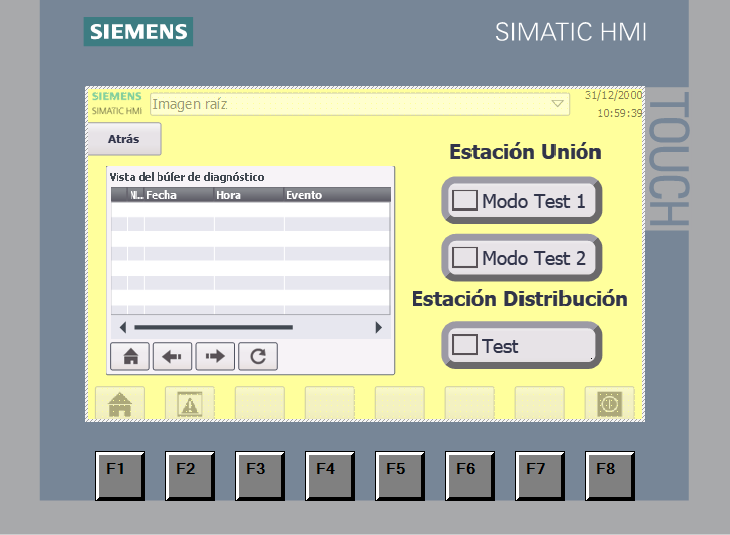 SIEMENS
SIMATIC HMI
TOUCH
SIEMENS
SIMATIC HMI
Imagen raíz
31/12/2000
10:59:39
Atrás
Vista del búfer de diagnóstico
N... Fecha Hora Evento
Estación Unión
Modo Test 1
Modo Test 2
Estación Distribución
Test
F1 F2 F3 F4 F5 F6 F7 F8